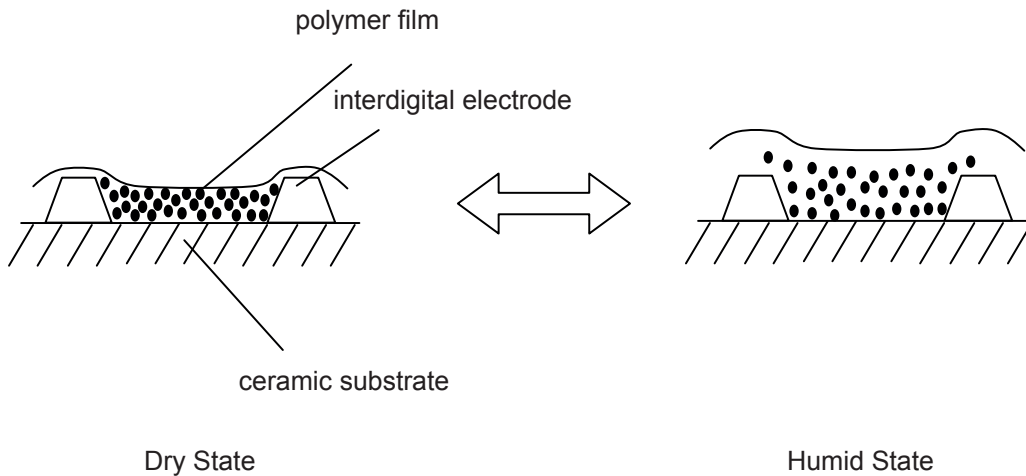 polymer film
interdigital electrode
ceramic substrate
Dry State
Humid State